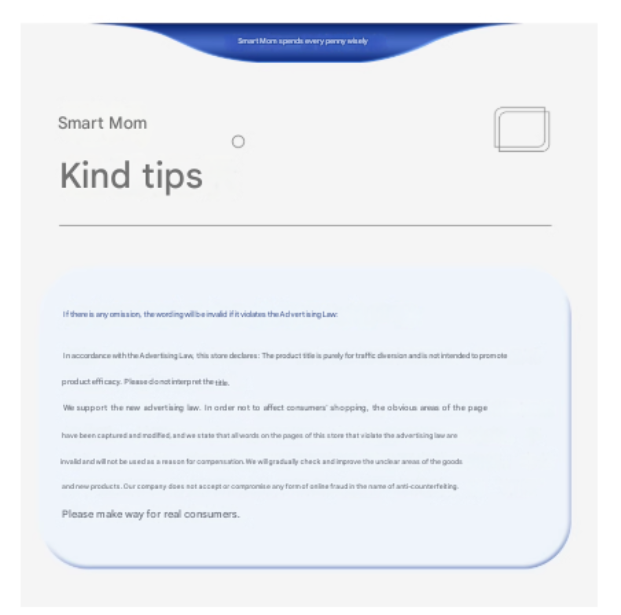 Smart Mom spends every penny wisely
Smart Mom
Kind tips
If there is any omission, the wording will be invalid if it violates the Advertising Law:
In accordance with the Advertising Law, this store declares: The product title is purely for traffic diversion and is not intended to promote
product efficacy. Please do not interpret the title.
We support the new advertising law. In order not to affect consumers' shopping, the obvious areas of the page
have been captured and modified, and we state that all words on the pages of this store that violate the advertising law are
invalid and will not be used as a reason for compensation. We will gradually check and improve the unclear areas of the goods
and new products. Our company does not accept or compromise any form of online fraud in the name of anti-counterfeiting.
Please make way for real consumers.